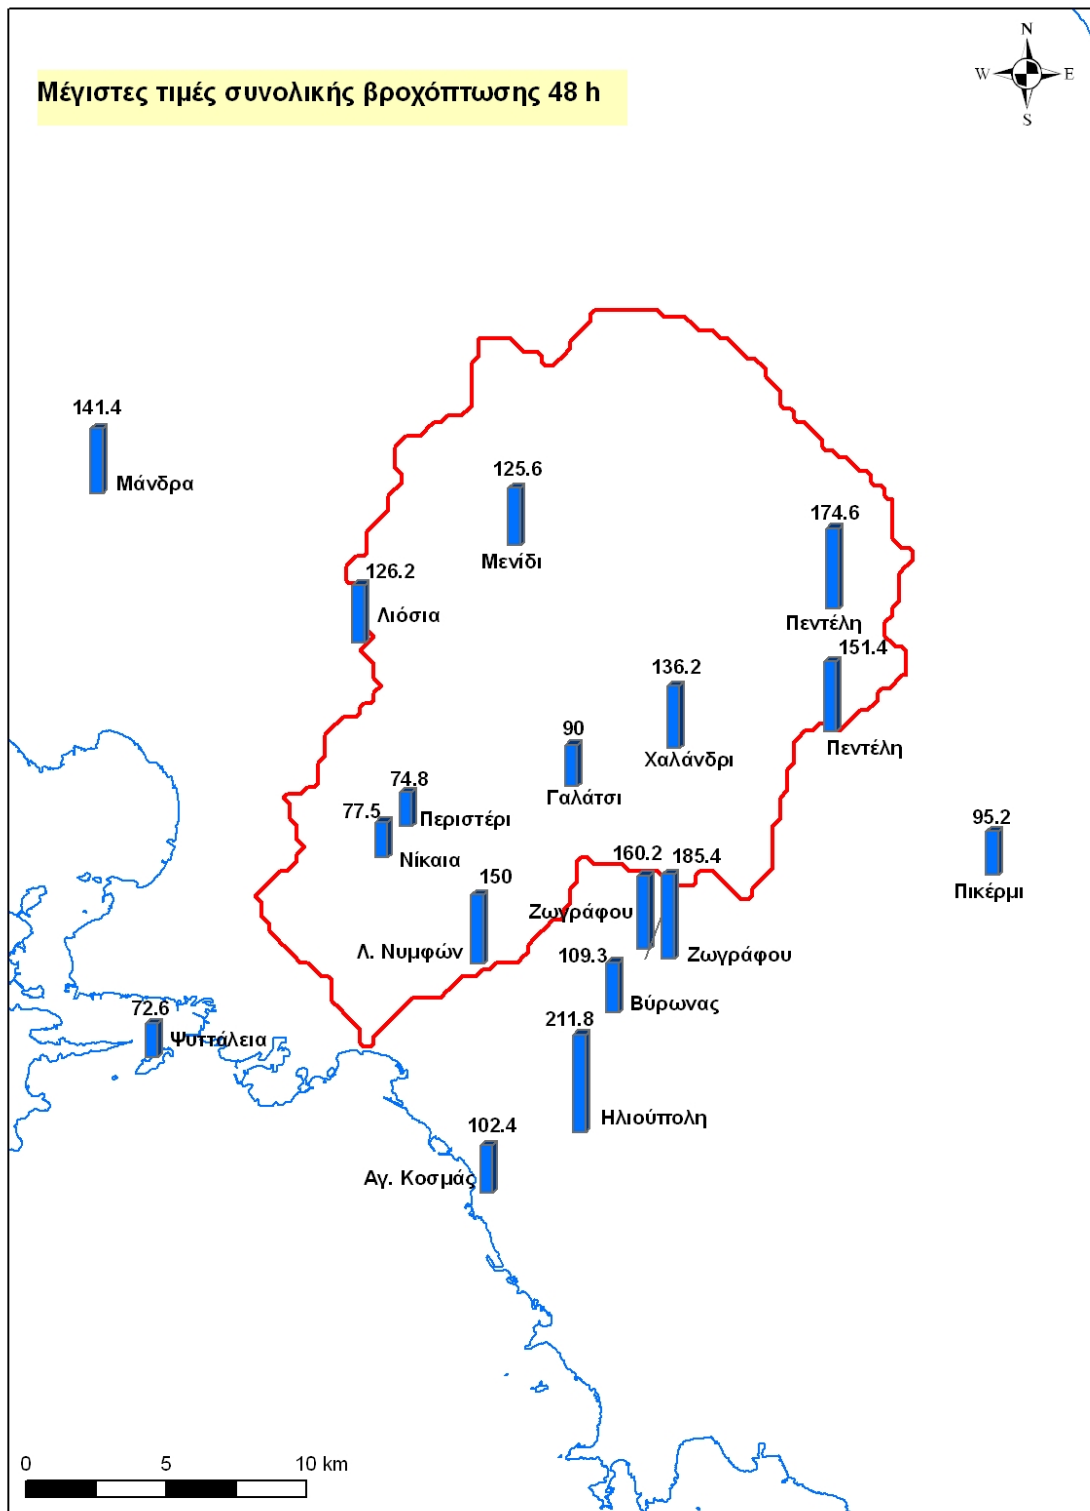 N
W E
S
Μέγιστες τιμές συνολικής βροχόπτωσης 48 h
141.4
Μάνδρα
125.6
Μενίδι
174.6
Πεντέλη
126.2
Λιόσια
151.4
Πεντέλη
136.2
Χαλάνδρι
90
Γαλάτσι
74.8
Περιστέρι
77.5
Νίκαια
95.2
Πικέρμι
160.2
Ζωγράφου
185.4
Ζωγράφου
150
Λ. Νυμφών
109.3
Βύρωνας
72.6
Ψυττάλεια
211.8
Ηλιούπολη
102.4
Αγ. Κοσμάς
0 5 10 km